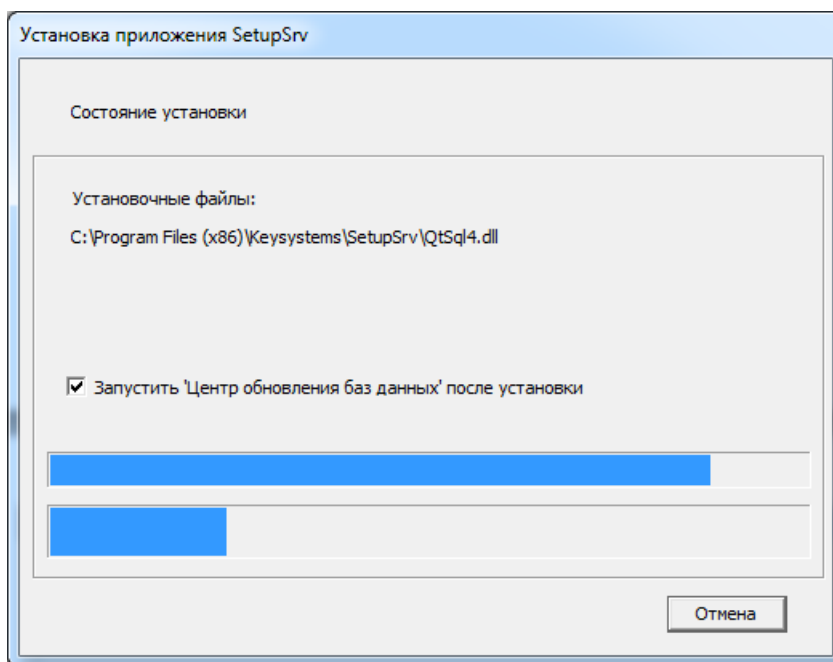 Установка приложения SetupSrv
Состояние установки
Установочные файлы:
C:\Program Files (x86)\Keysystems\SetupSrv\QtSql4.dll
Запустить 'Центр обновления баз данных' после установки
Отмена